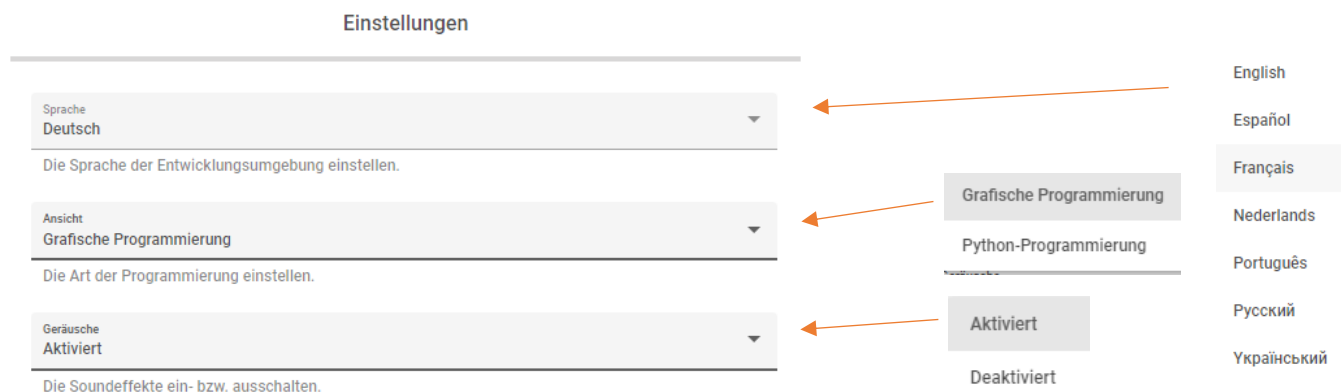 Einstellungen
Sprache
Deutsch
Die Sprache der Entwicklungsumgebung einstellen.
Ansicht
Grafische Programmierung
Die Art der Programmierung einstellen.
Geräusche
Aktiviert
Die Soundeffekte ein- bzw. ausschalten.
Grafische Programmierung
Python-Programmierung
Aktiviert
Deaktiviert
English
Español
Français
Nederlands
Português
Русский
Український